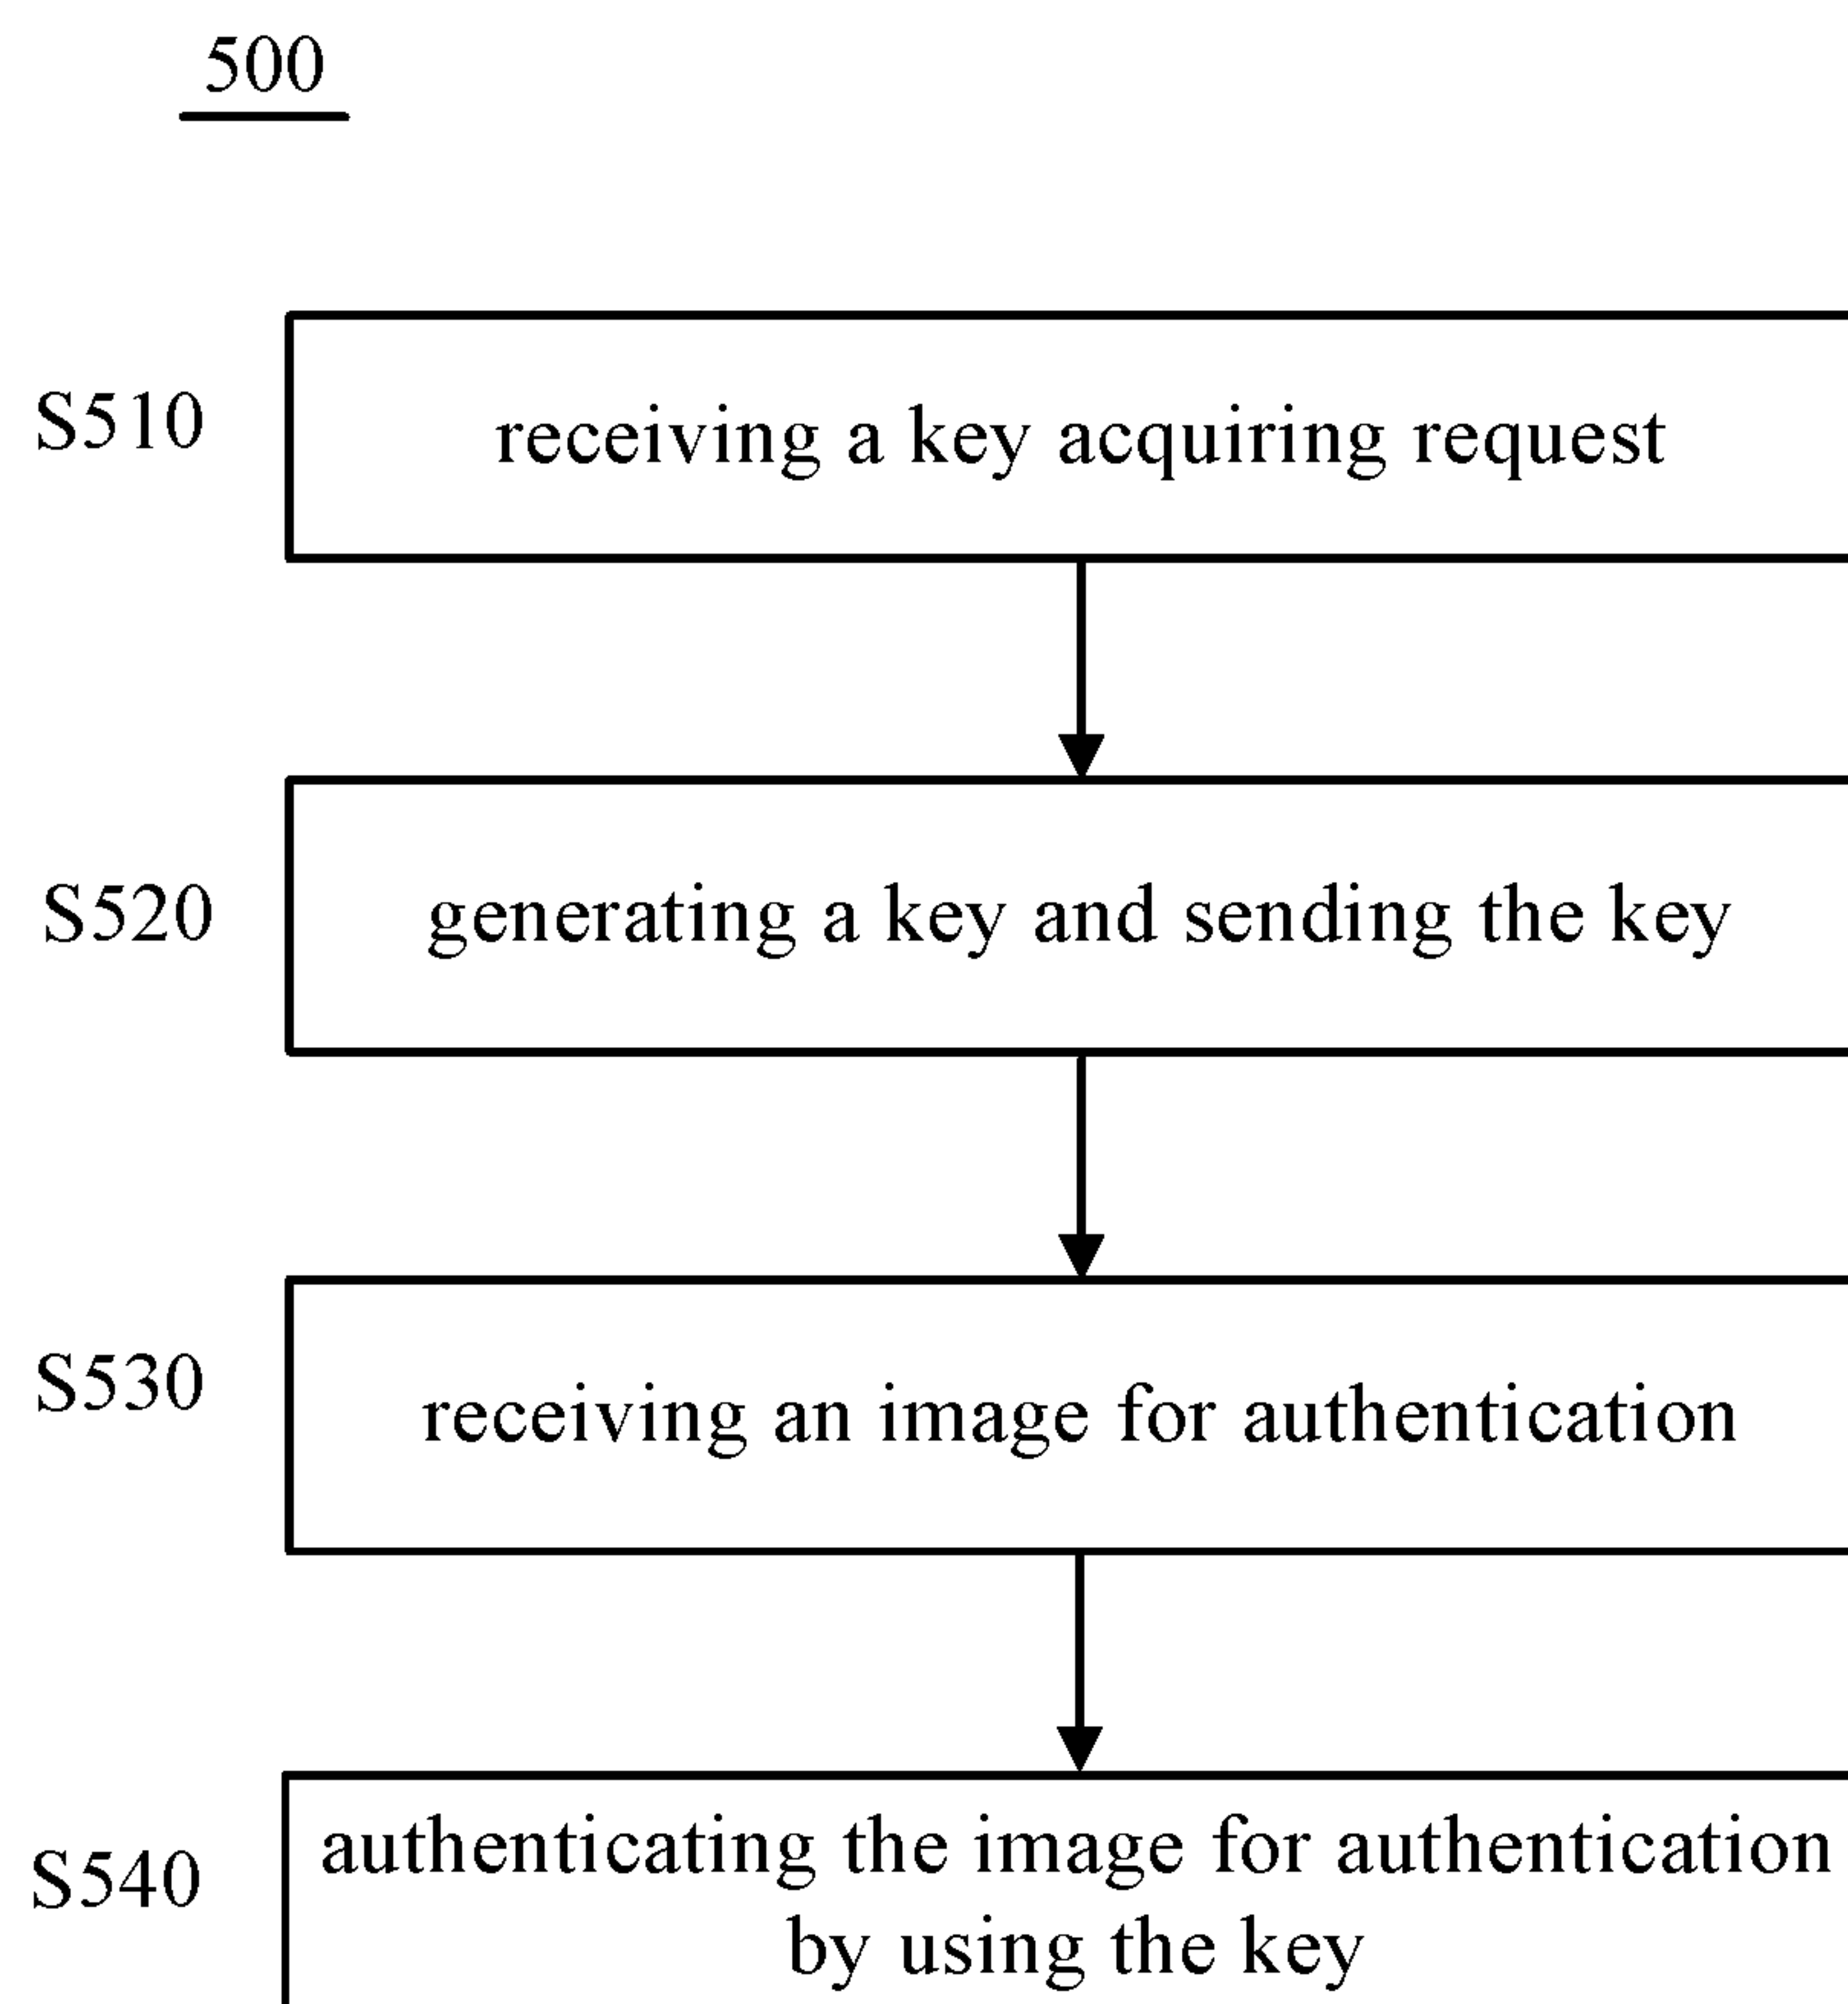 500
S510
receiving a key acquiring request
S520
generating a key and sending the key
S530
receiving an image for authentication
S540
authenticating the image for authentication
by using the key